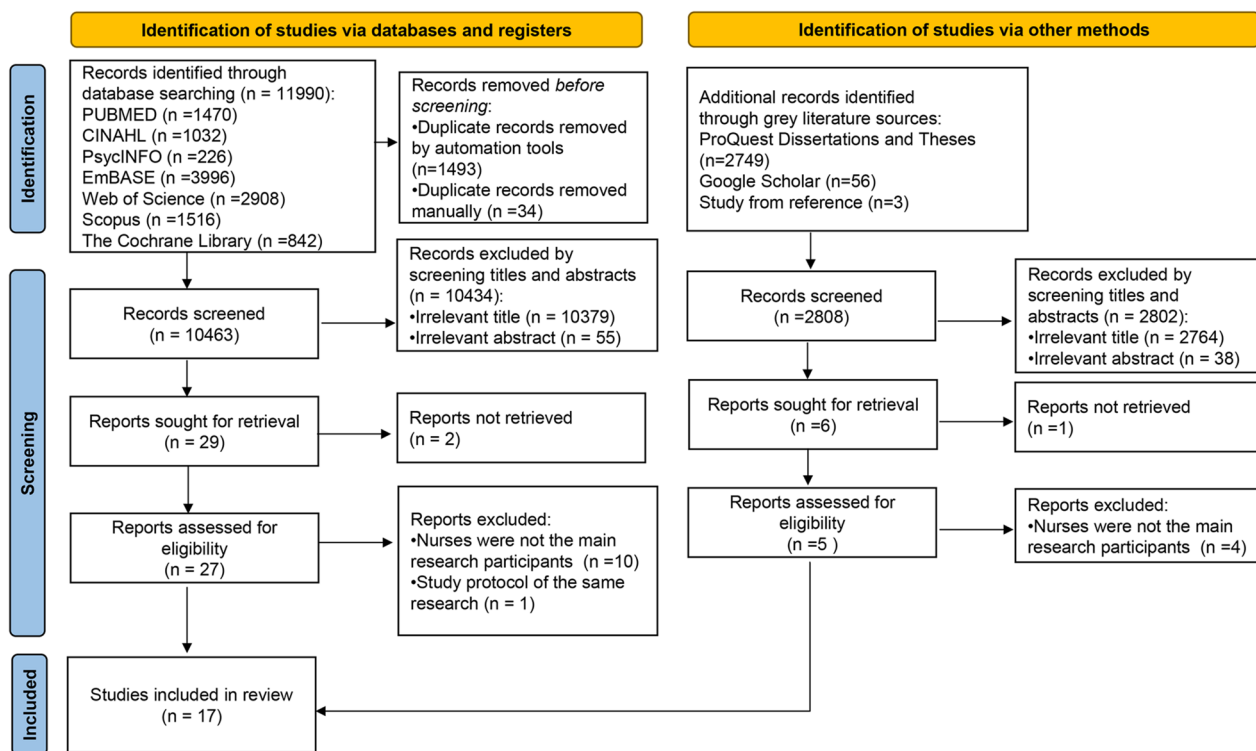 Identification of studies via databases and registers
Identification of studies via other methods
Identification
Records identified through
database searching (n = 11990):
PUBMED (n =1470)
CINAHL (n =1032)
PsycINFO (n =226)
EmBASE (n =3996)
Web of Science (n =2908)
Scopus (n =1516)
The Cochrane Library (n =842)
Records removed before
screening:
•Duplicate records removed
by automation tools
(n=1493)
•Duplicate records removed
manually (n =34)
Additional records identified
through grey literature sources:
ProQuest Dissertations and Theses
(n=2749)
Google Scholar (n=56)
Study from reference (n=3)
Screening
Records screened
(n = 10463)
Records excluded by
screening titles and abstracts
(n = 10434):
•Irrelevant title (n = 10379)
•Irrelevant abstract (n = 55)
Records screened
(n =2808)
Records excluded by
screening titles and
abstracts (n = 2802):
•Irrelevant title (n = 2764)
•Irrelevant abstract (n = 38)
Reports sought for retrieval
(n = 29)
Reports not retrieved
(n = 2)
Reports sought for retrieval
(n =6)
Reports not retrieved
(n =1)
Reports assessed for
eligibility
(n = 27)
Reports excluded:
•Nurses were not the main
research participants (n =10)
•Study protocol of the same
research (n = 1)
Reports assessed for
eligibility
(n =5 )
Reports excluded:
•Nurses were not the main
research participants (n =4)
Included
Studies included in review
(n = 17)